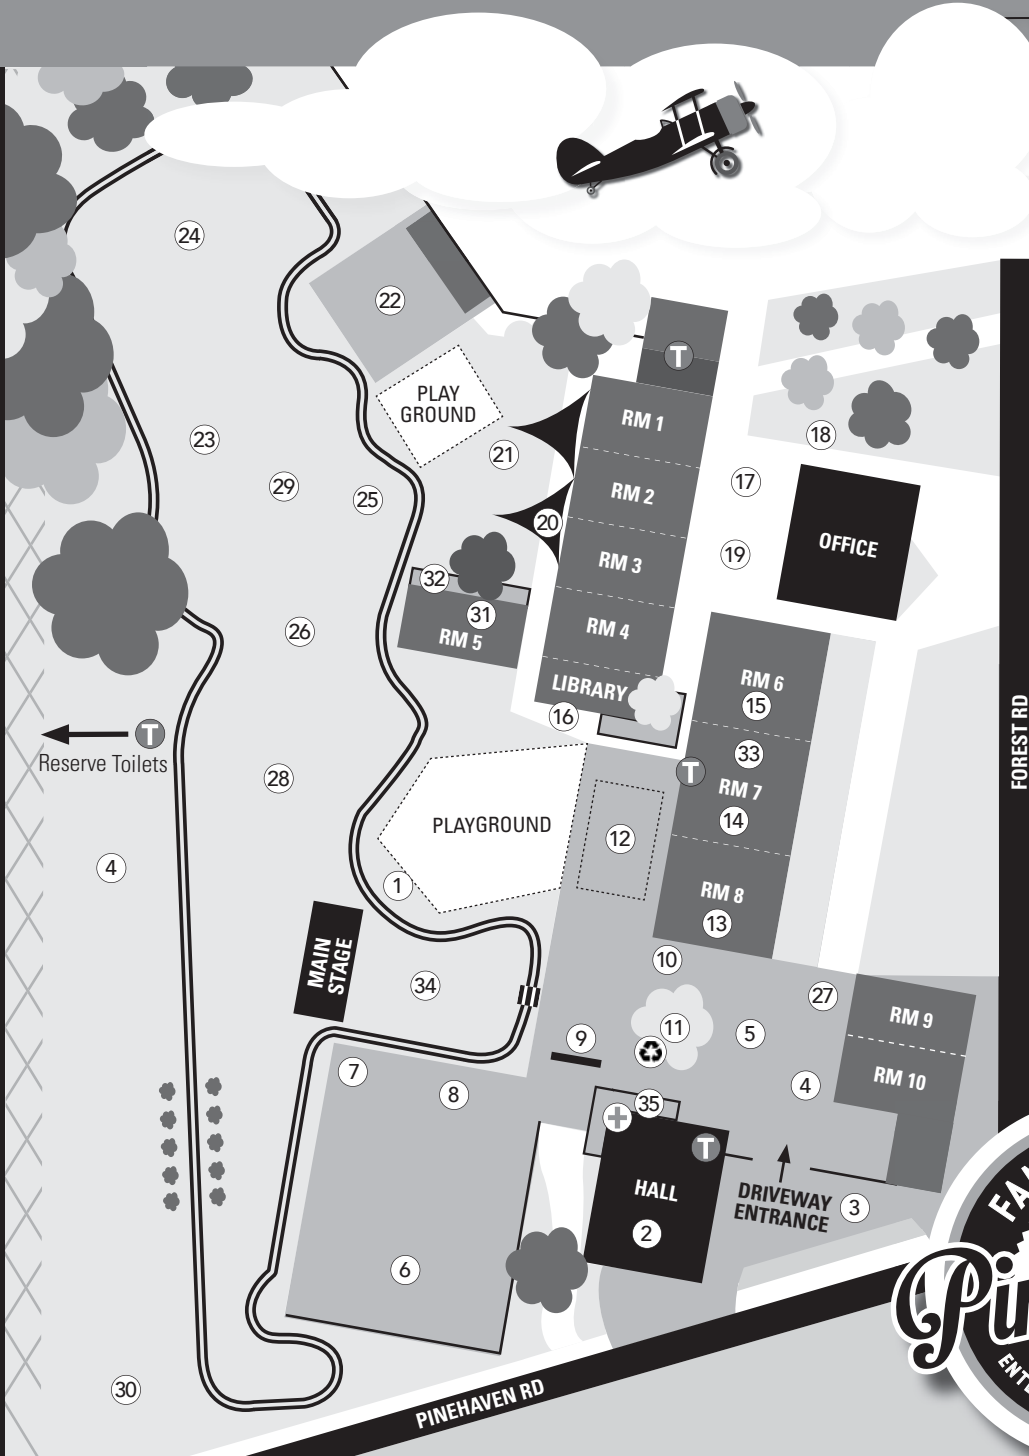 24
22
T
PLAY
GROUND
RM 1
18
23
21
17
29
25
RM 2
20
19
OFFICE
RM 3
32
31
26
RM 4
RM 5
LIBRARY
RM 6
15
16
FOREST RD
T
Reserve Toilets
33
T
RM 7
28
14
PLAYGROUND
12
4
1
RM 8
13
MAIN
STAGE
10
34
27
RM 9
11
5
9
7
RM 10
4
8
35
T
HALL
DRIVEWAY
ENTRANCE
3
2
6
30
PINEHAVEN RD